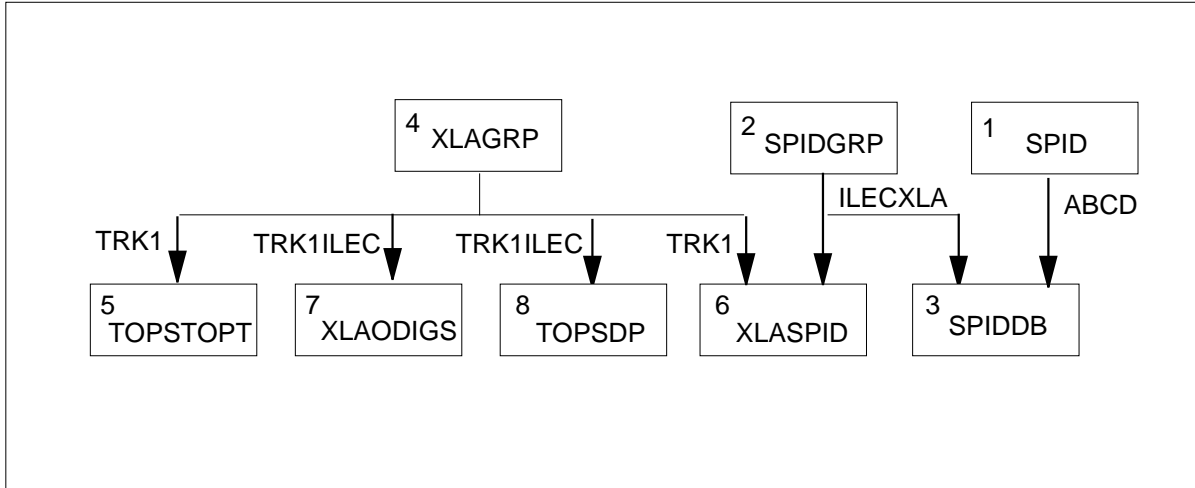 4 XLAGRP
2 SPIDGRP
1 SPID
ILECXLA
ABCD
TRK1
TRK1ILEC
TRK1ILEC
TRK1
5 TOPSTOPT
7 XLAODIGS
8 TOPSDP
6 XLASPID
3 SPIDDB